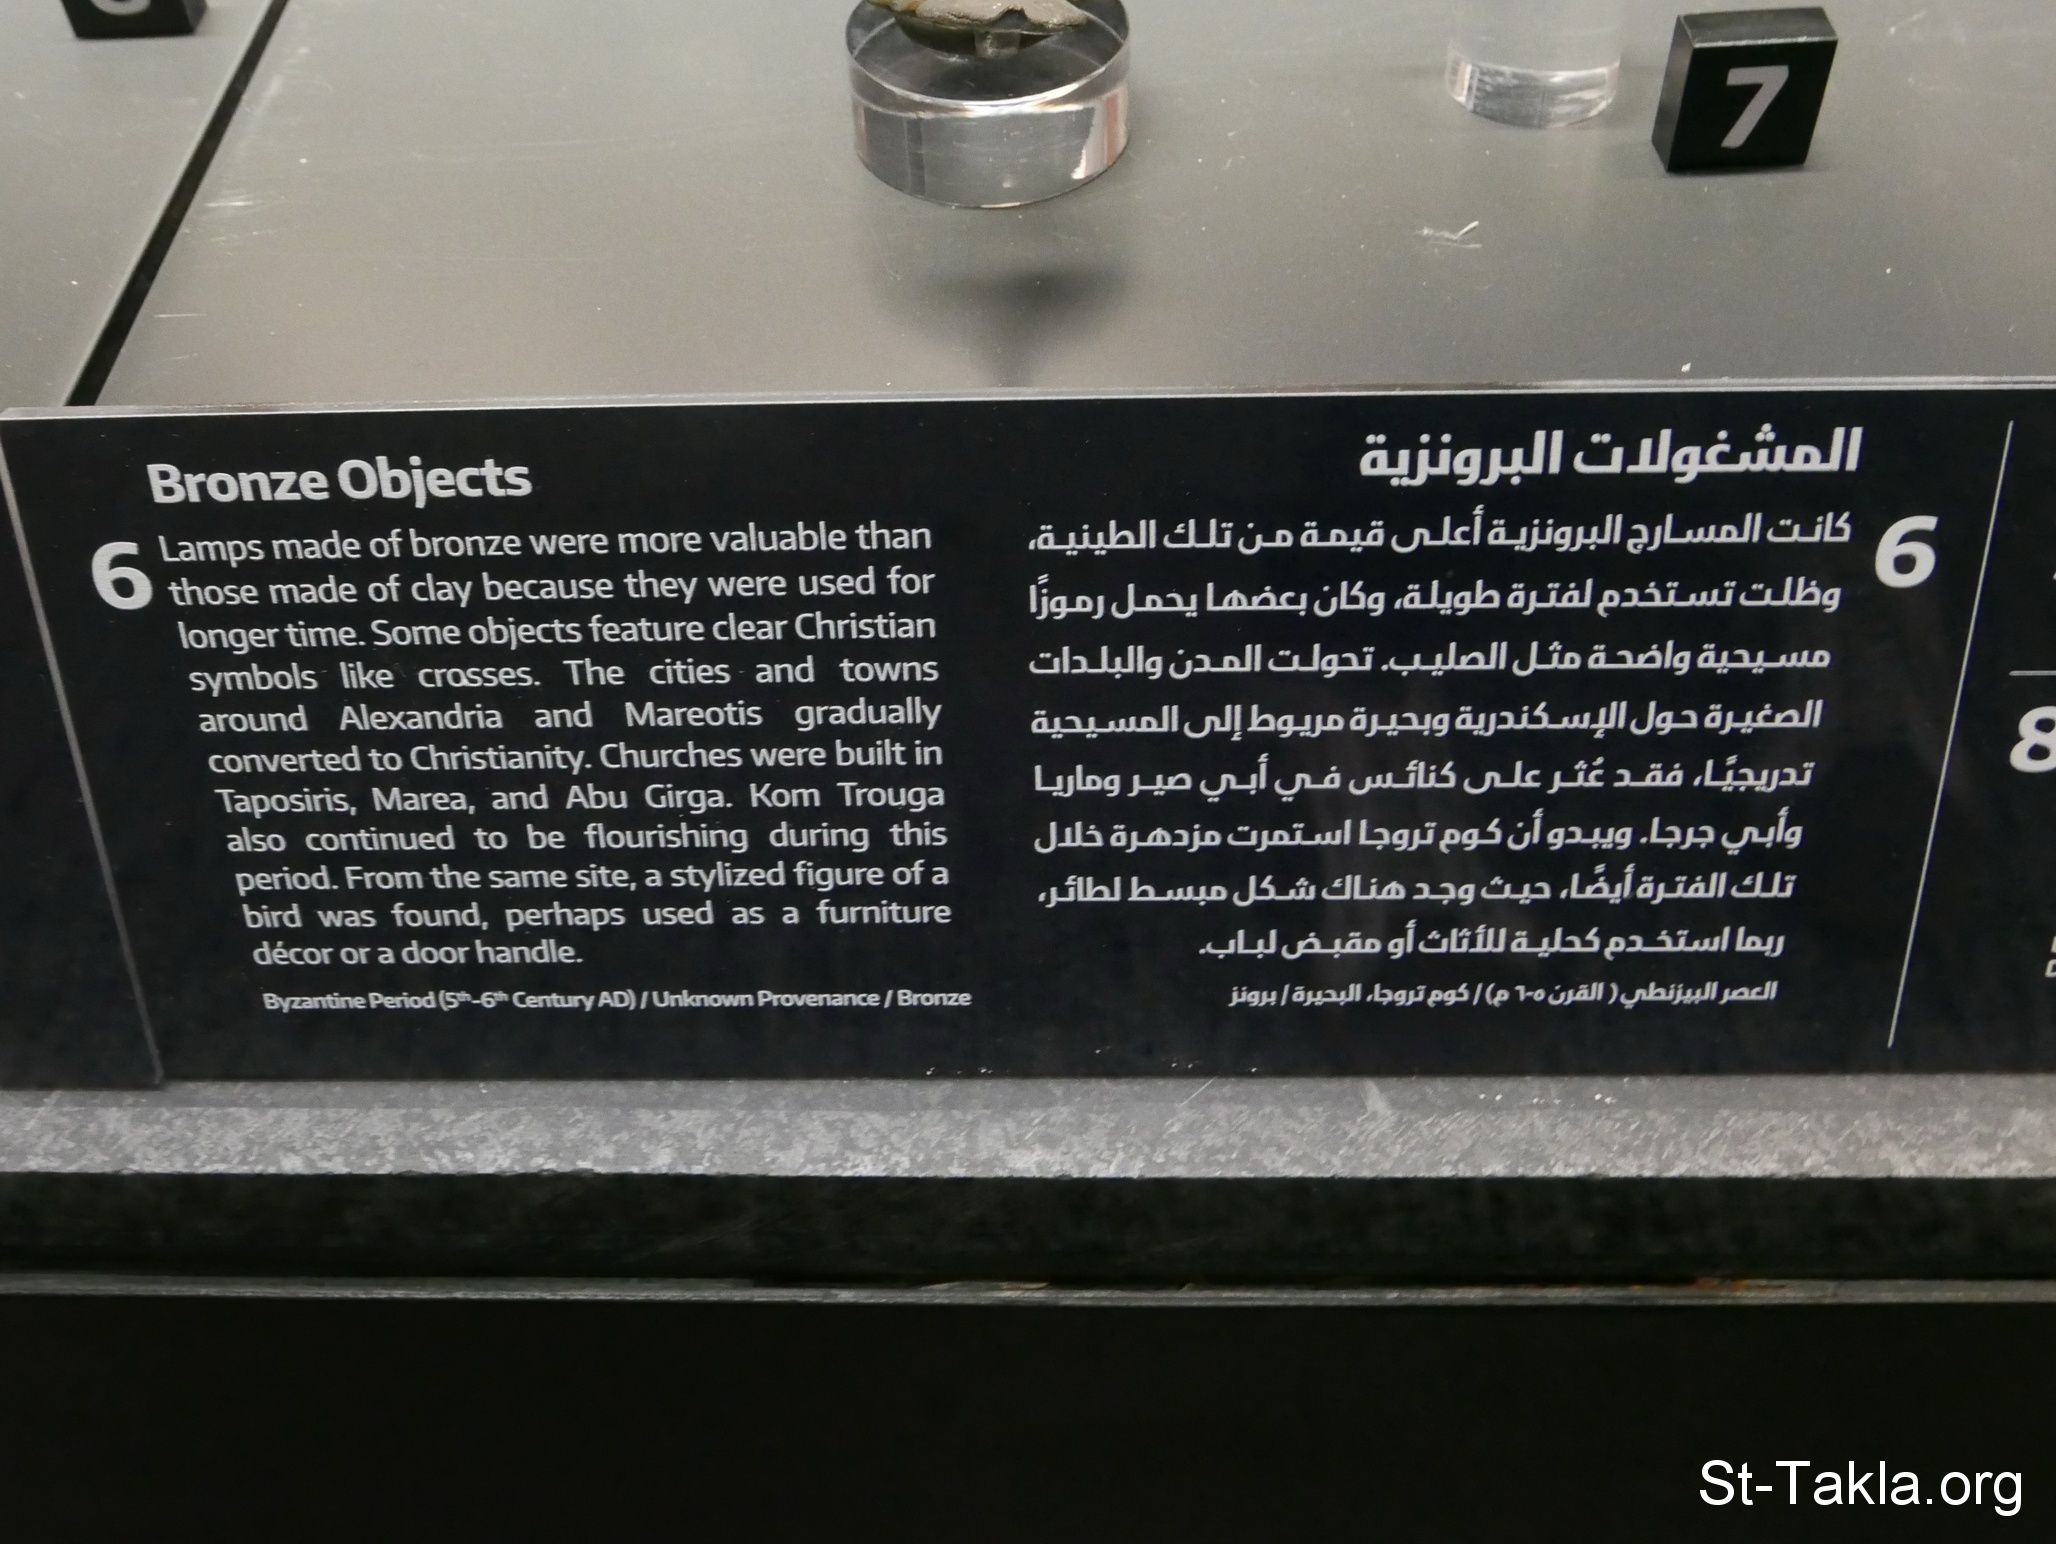 7
Bronze Objects
6
Lamps made of bronze were more valuable than
those made of clay because they were used for
longer time. Some objects feature clear Christian
symbols like crosses. The cities and towns
around Alexandria and Mareotis gradually
converted to Christianity. Churches were built in
Taposiris, Marea, and Abu Girga. Kom Trouga
also continued to be flourishing during this
period. From the same site, a stylized figure of a
bird was found, perhaps used as a furniture
décor or a door handle.
Byzantine Period (5th-6th Century AD) / Unknown Provenance / Bronze
المشغولات البرونزية
6
كانت المسارج البرونزية أعلى قيمة من تلك الطينية،
وظلت تستخدم لفترة طويلة، وكان بعضها يحمل رموزًا
مسيحية واضحة مثل الصليب. تحولت المدن والبلدات
الصغيرة حول الإسكندرية وبحيرة مريوط إلى المسيحية
تدريجيًا، فقد عُثر على كنائس في أبي صير وماريا
وأبي جرجا. ويبدو أن كوم تروجا استمرت مزدهرة خلال
تلك الفترة أيضًا، حيث وجد هناك شكل مبسط لطائر،
ربما استخدم كحلية للأثاث أو مقبض لباب.
العصر البيزنطي ( القرن ٥-٦ م) / كوم تروجا، البحيرة / برونز
8
St-Takla.org